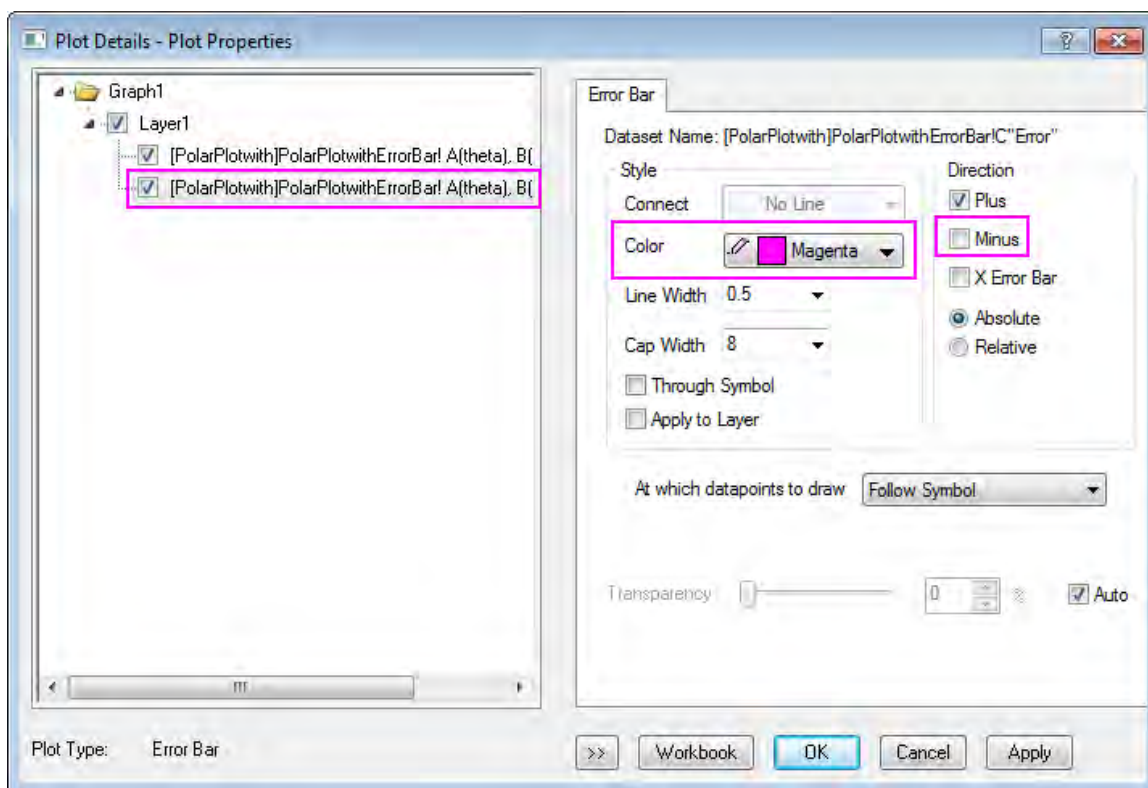 Plot Details - Plot Properties
Graph1
Layer1
[PolarPlotwith]PolarPlotwithErrorBar! A(theta), B(
[PolarPlotwith]PolarPlotwithErrorBar! A(theta), B(
Plot Type: Error Bar
Error Bar
Dataset Name: [PolarPlotwith]PolarPlotwithErrorBar!C"Error"
Style
Connect No Line
Color Magenta
Line Width 0.5
Cap Width 8
Through Symbol
Apply to Layer
Direction
Plus
Minus
X Error Bar
Absolute
Relative
At which datapoints to draw Follow Symbol
Transparency 0 % Auto
>> Workbook OK Cancel Apply